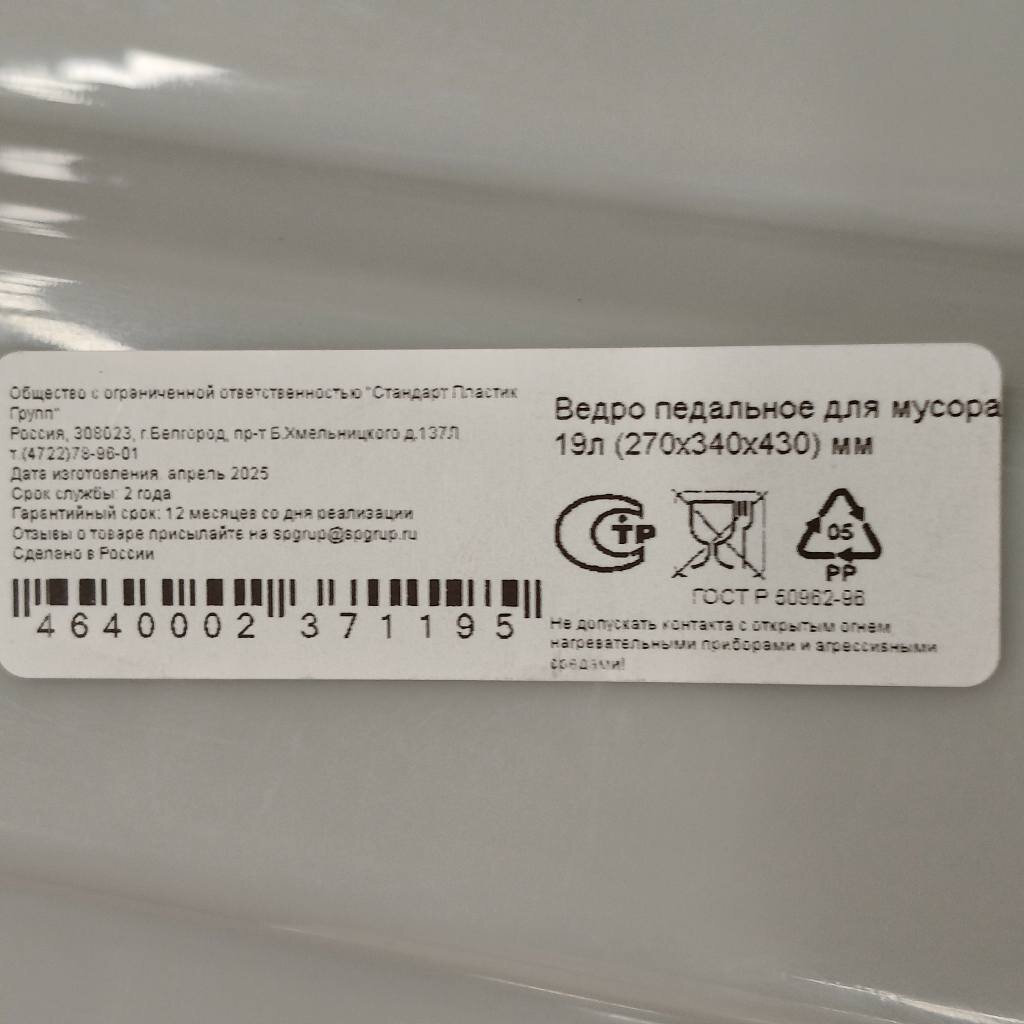 Общество с ограниченной ответственностью "Стандарт Пластик
Групп"
Россия, 308023, г.Белгород, пр-т Б.Хмельницкого д.137Л
т.(4722)78-96-01
Дата изготовления: апрель 2025
Срок службы: 2 года
Гарантийный срок: 12 месяцев со дня реализации
Отзывы о товаре присылайте на spgrup@spgrup.ru
Сделано в России
4640002 371195
Ведро педальное для мусора
19л (270х340х430) мм
СТР
05
PP
ГОСТ Р 50962-96
Не допускать контакта с открытым огнем
нагревательными приборами и агрессивными
средами!